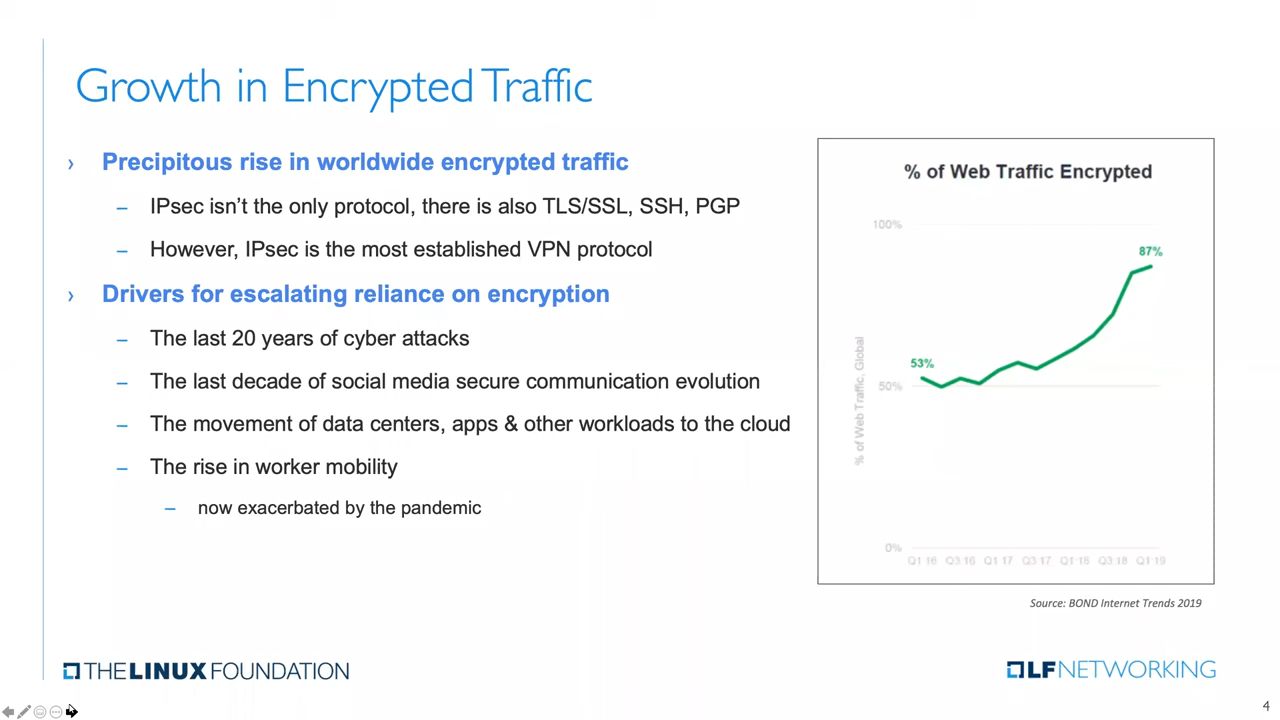 Growth in Encrypted Traffic
› Precipitous rise in worldwide encrypted traffic
– IPsec isn’t the only protocol, there is also TLS/SSL, SSH, PGP
– However, IPsec is the most established VPN protocol
› Drivers for escalating reliance on encryption
– The last 20 years of cyber attacks
– The last decade of social media secure communication evolution
– The movement of data centers, apps & other workloads to the cloud
– The rise in worker mobility
– now exacerbated by the pandemic
% of Web Traffic Encrypted
100%
87%
53%
50%
% of Web Traffic, Global
0%
Q1 16 Q3 16 Q1 17 Q3 17 Q1 18 Q3 18 Q1 19
Source: BOND Internet Trends 2019
THE LINUX FOUNDATION
LF NETWORKING
4